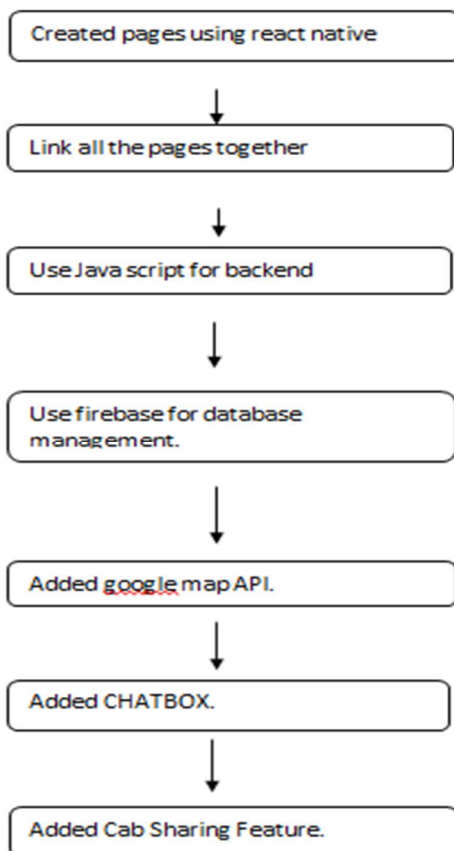 Created pages using react native
Link all the pages together
Use Java script for backend
Use firebase for database
management.
Added google map API.
Added CHATBOX.
Added Cab Sharing Feature.